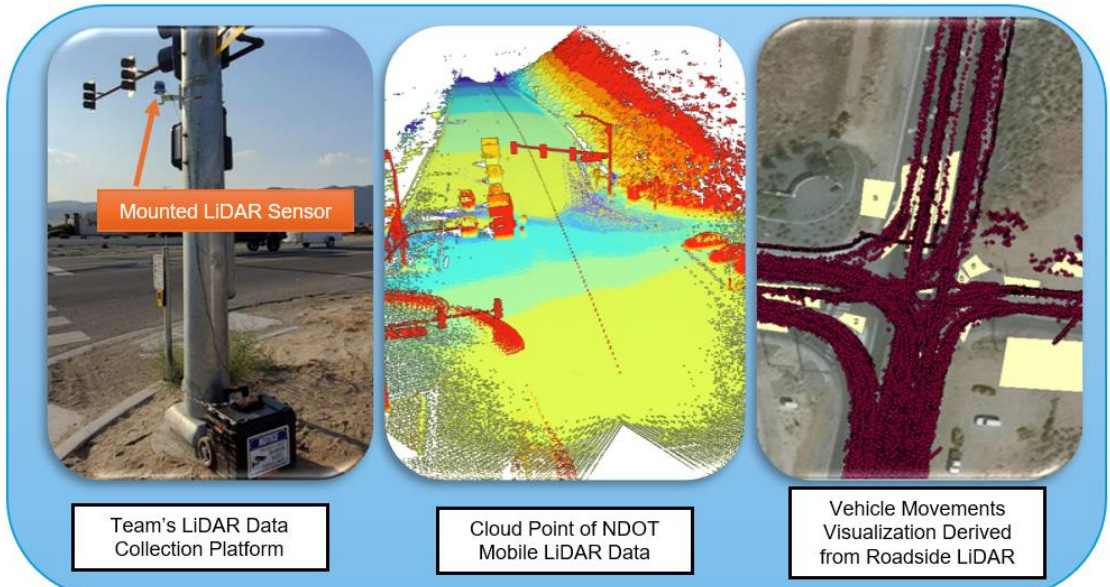 Mounted LiDAR Sensor
NOTICE
Team's LiDAR Data
Collection Platform
Cloud Point of NDOT
Mobile LiDAR Data
Vehicle Movements
Visualization Derived
from Roadside LiDAR